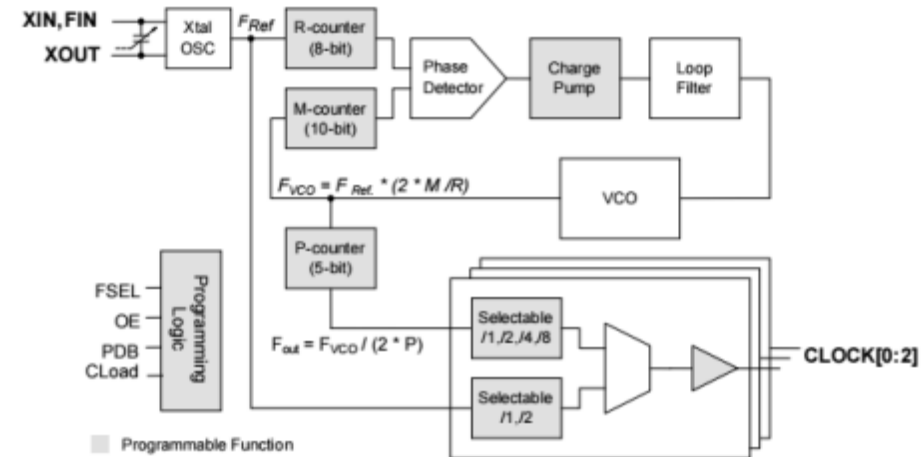 XIN, FIN
XOUT
Xtal
OSC
FRef
R-counter
(8-bit)
M-counter
(10-bit)
Phase
Detector
Charge
Pump
Loop
Filter
FVCO = F Ref. * (2 * M /R)
VCO
P-counter
(5-bit)
FSEL
OE
PDB
CLoad
Programming
Logic
Fout = FVCO / (2 * P)
Selectable
/1,/2,/4,/8
Selectable
/1,/2
CLOCK[0:2]
Programmable Function